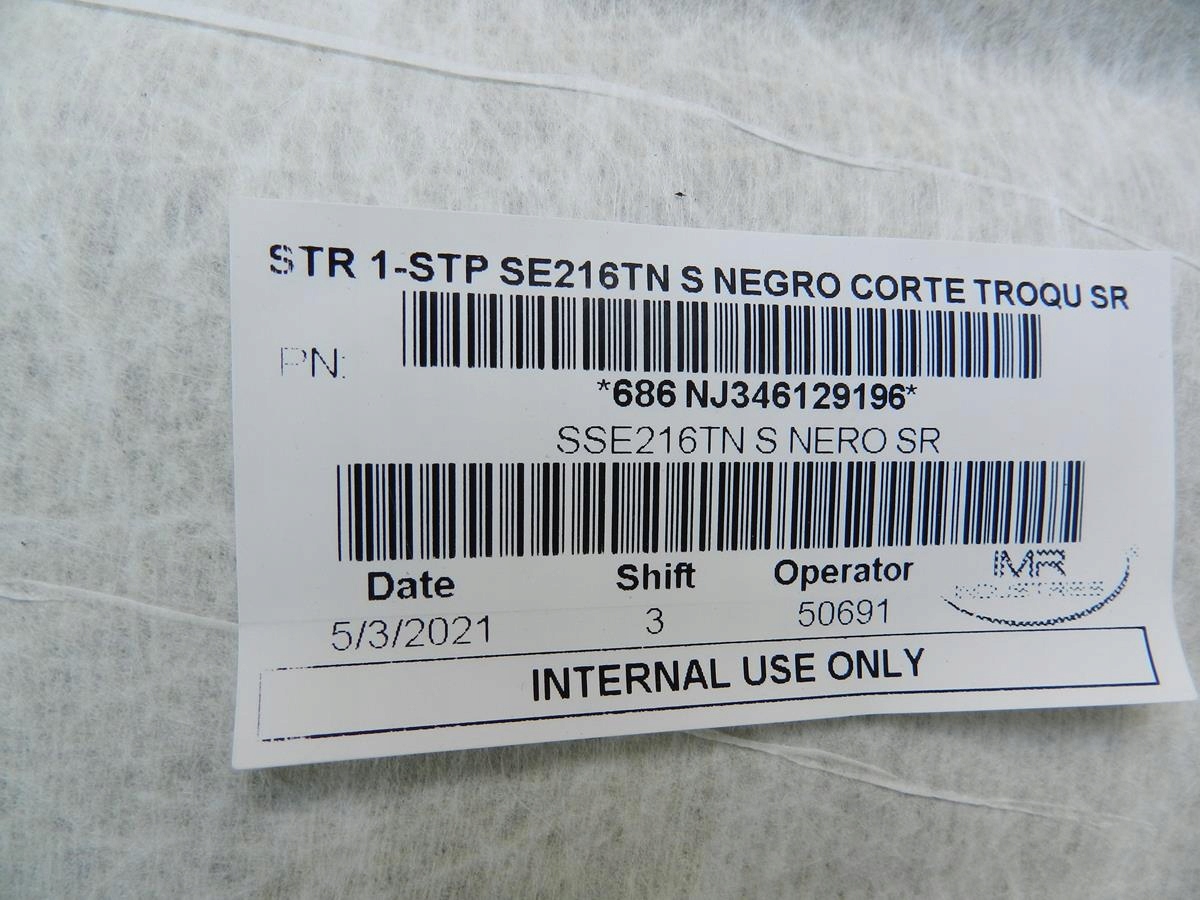 STR 1-STP SE216TN S NEGRO CORTE TROQU SR
PN:
*686 NJ346129196*
SSE216TN S NERO SR
Date Shift Operator
5/3/2021 3 50691
IMR
INDUSTRIES
INTERNAL USE ONLY